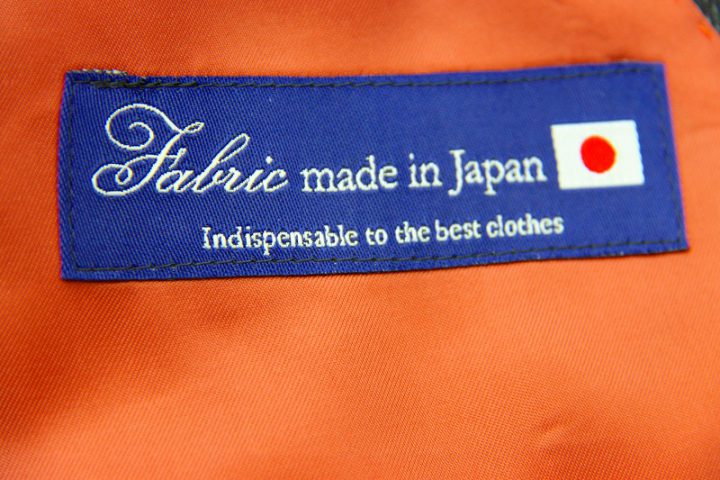 Fabric made in Japan
Indispensable to the best clothes